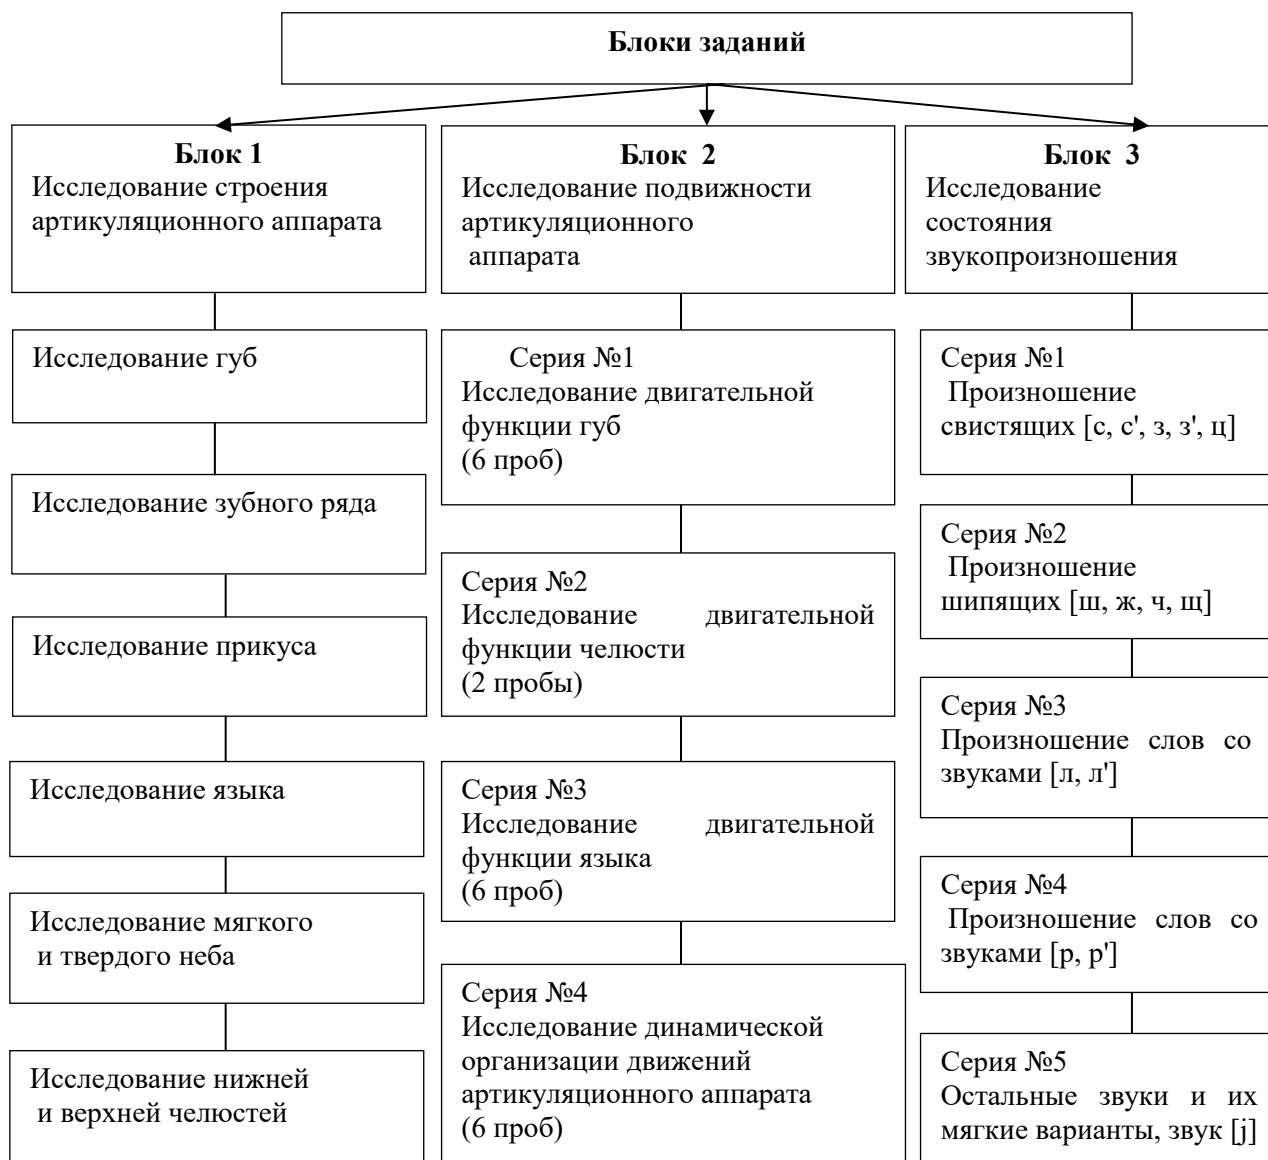 Блоки заданий
Блок 1
Исследование строения
артикуляционного аппарата
Исследование губ
Исследование зубного ряда
Исследование прикуса
Исследование языка
Исследование мягкого
и твердого неба
Исследование нижней
и верхней челюстей
Блок 2
Исследование подвижности
артикуляционного
аппарата
Серия №1
Исследование двигательной
функции губ
(6 проб)
Серия №2
Исследование двигательной
функции челюсти
(2 пробы)
Серия №3
Исследование двигательной
функции языка
(6 проб)
Серия №4
Исследование динамической
организации движений
артикуляционного аппарата
(6 проб)
Блок 3
Исследование
состояния
звукопроизношения
Серия №1
Произношение
свистящих [с, с', з, з', ц]
Серия №2
Произношение
шипящих [ш, ж, ч, щ]
Серия №3
Произношение слов со
звуками [л, л']
Серия №4
Произношение слов со
звуками [р, р']
Серия №5
Остальные звуки и их
мягкие варианты, звук [j]